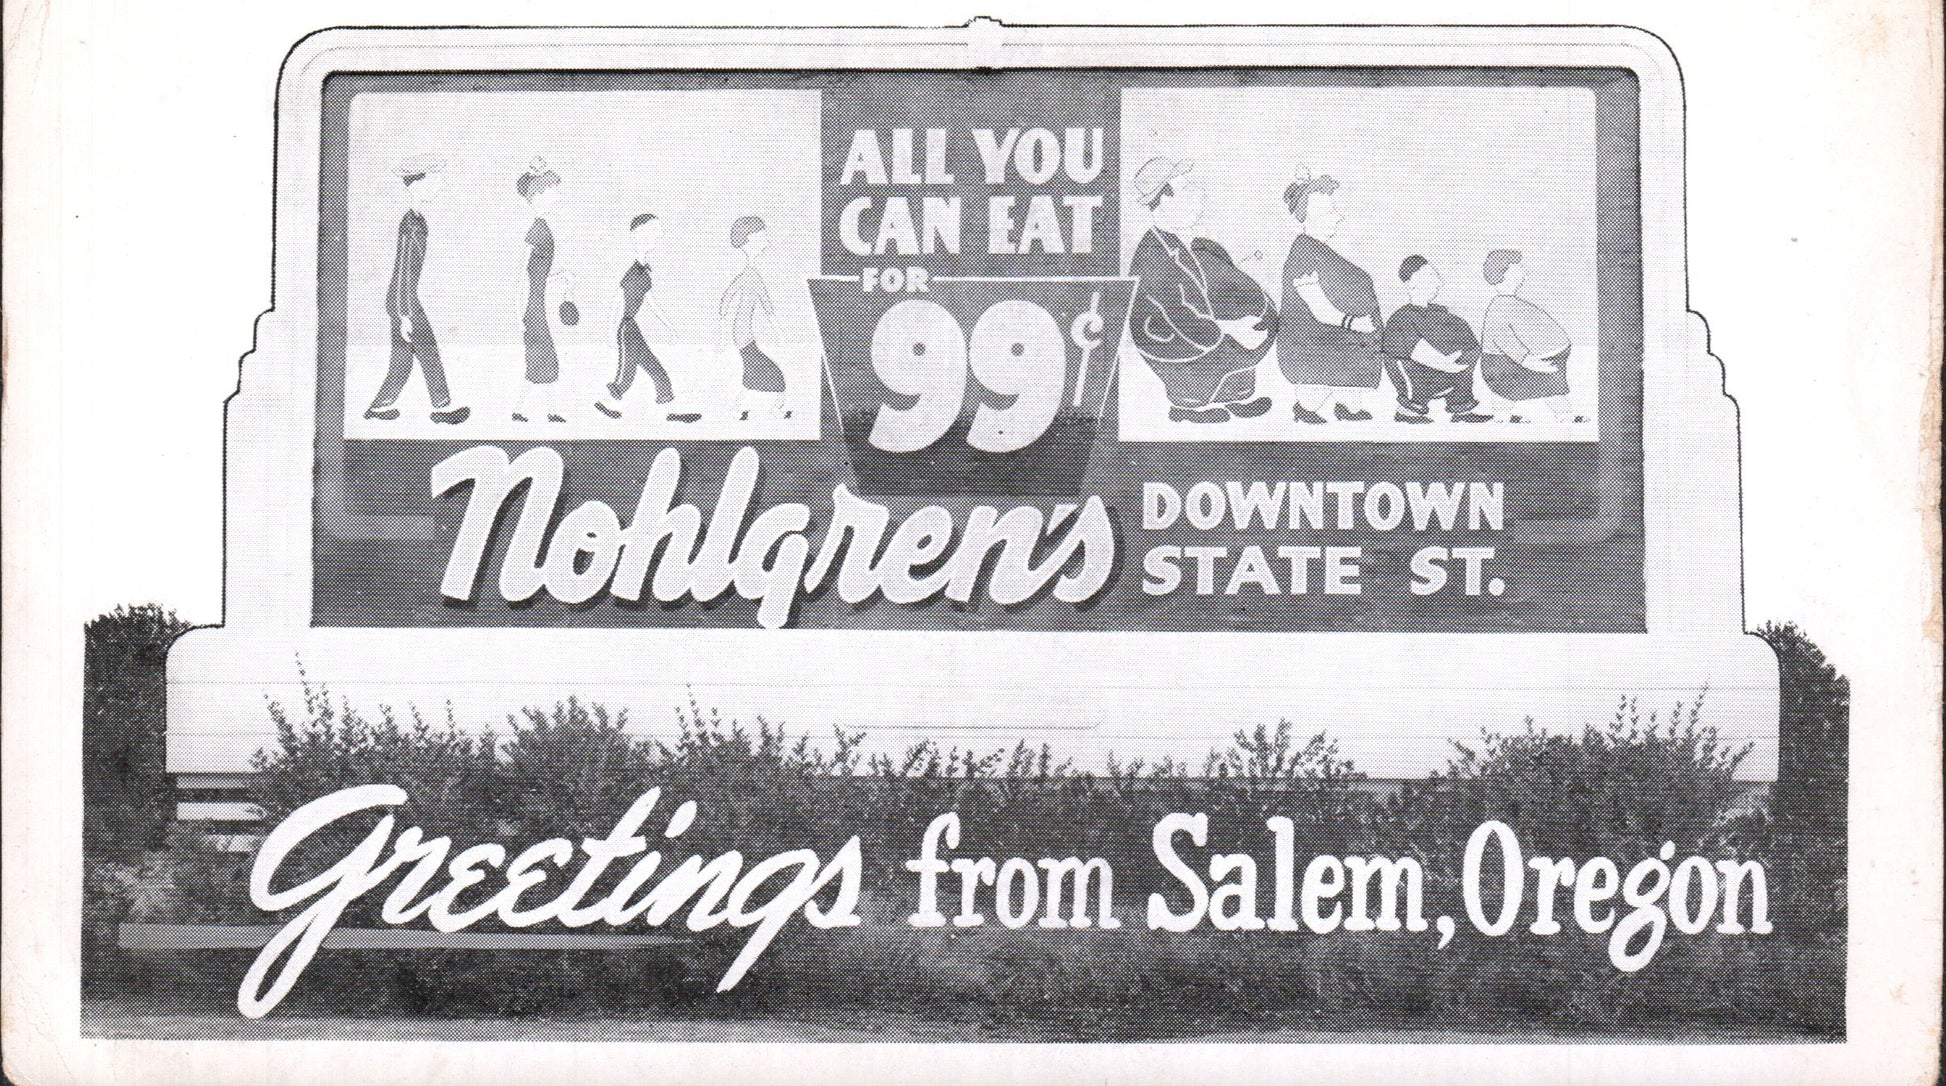 ALL YOU
CAN EAT
FOR
99¢
Nohlgren's
DOWNTOWN
STATE ST.
Greetings from Salem, Oregon